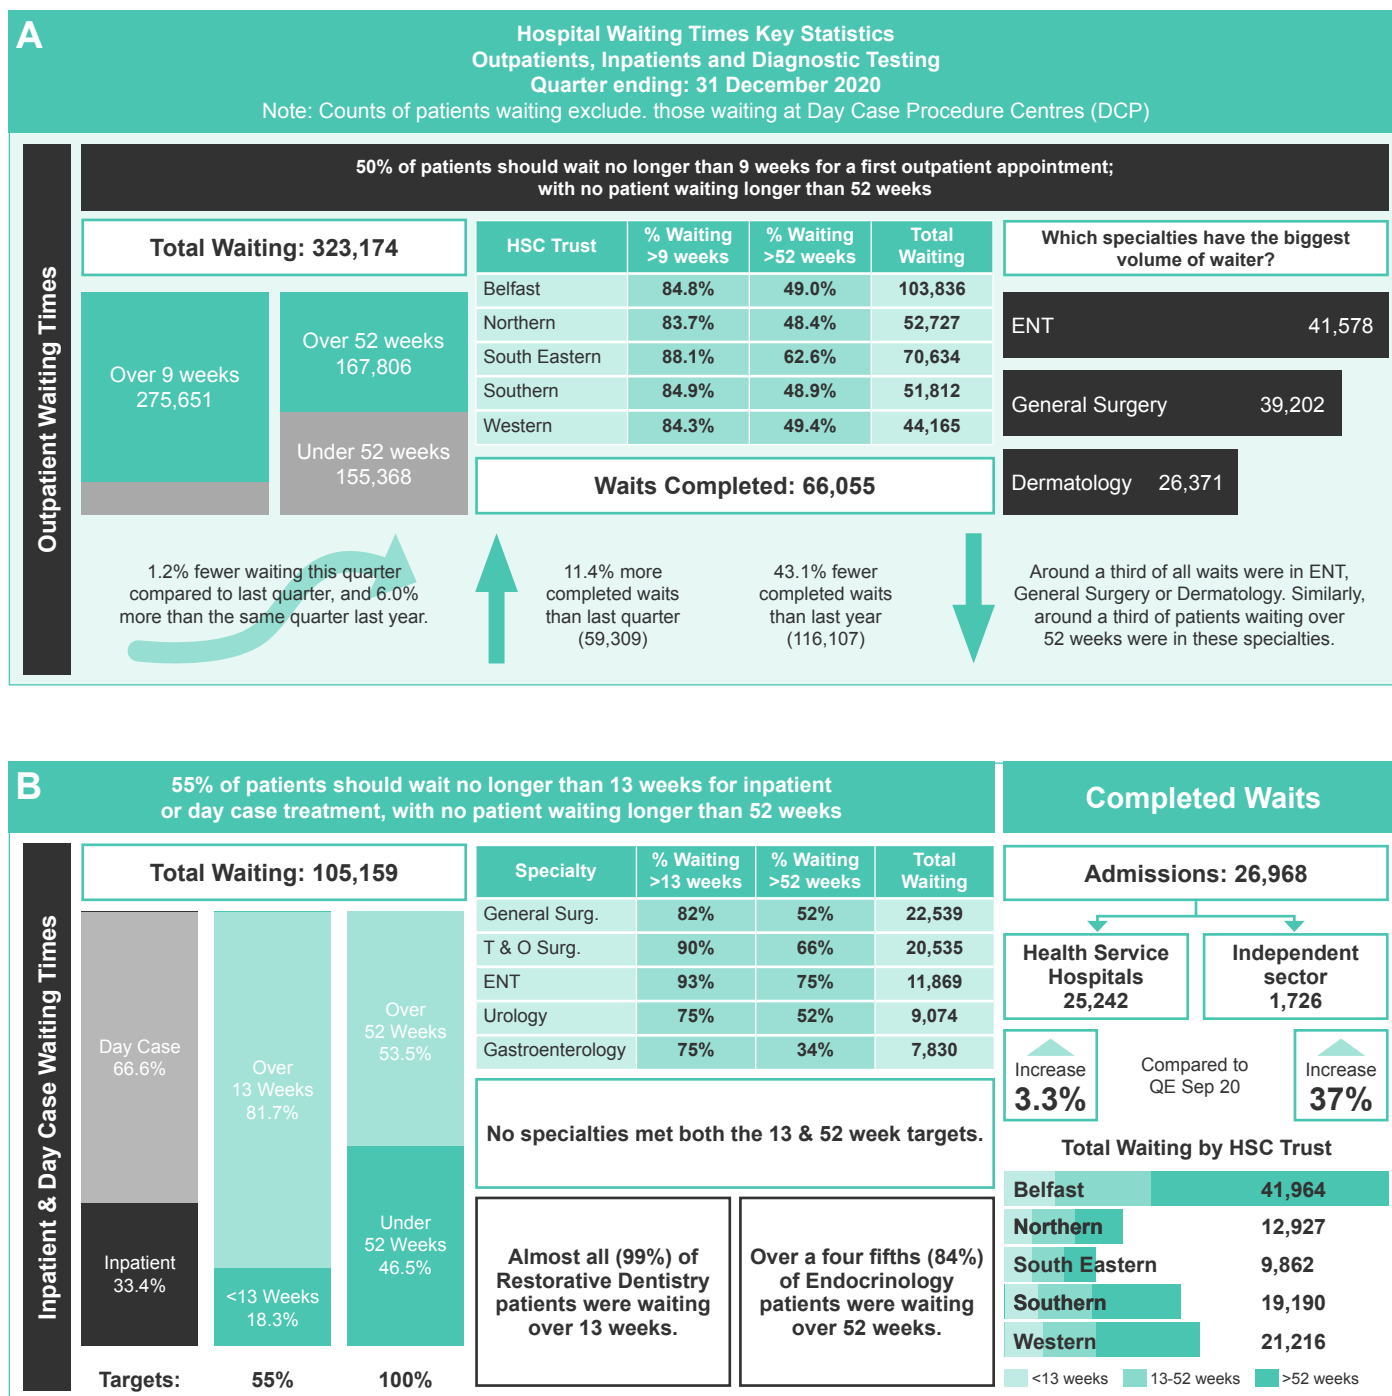 A
Hospital Waiting Times Key Statistics
Outpatients, Inpatients and Diagnostic Testing
Quarter ending: 31 December 2020
Note: Counts of patients waiting exclude. those waiting at Day Case Procedure Centres (DCP)
Outpatient Waiting Times
50% of patients should wait no longer than 9 weeks for a first outpatient appointment;
with no patient waiting longer than 52 weeks
Total Waiting: 323,174
Over 9 weeks
275,651
Over 52 weeks
167,806
Under 52 weeks
155,368
HSC Trust % Waiting >9 weeks % Waiting >52 weeks Total Waiting
Belfast 84.8% 49.0% 103,836
Northern 83.7% 48.4% 52,727
South Eastern 88.1% 62.6% 70,634
Southern 84.9% 48.9% 51,812
Western 84.3% 49.4% 44,165
Waits Completed: 66,055
Which specialties have the biggest
volume of waiter?
ENT 41,578
General Surgery 39,202
Dermatology 26,371
1.2% fewer waiting this quarter
compared to last quarter, and 6.0%
more than the same quarter last year.
11.4% more
completed waits
than last quarter
(59,309)
43.1% fewer
completed waits
than last year
(116,107)
Around a third of all waits were in ENT,
General Surgery or Dermatology. Similarly,
around a third of patients waiting over
52 weeks were in these specialties.
B
55% of patients should wait no longer than 13 weeks for inpatient
or day case treatment, with no patient waiting longer than 52 weeks
Inpatient & Day Case Waiting Times
Total Waiting: 105,159
Day Case
66.6%
Inpatient
33.4%
Over
13 Weeks
81.7%
<13 Weeks
18.3%
Over
52 Weeks
53.5%
Under
52 Weeks
46.5%
Targets: 55% 100%
Specialty % Waiting >13 weeks % Waiting >52 weeks Total Waiting
General Surg. 82% 52% 22,539
T & O Surg. 90% 66% 20,535
ENT 93% 75% 11,869
Urology 75% 52% 9,074
Gastroenterology 75% 34% 7,830
No specialties met both the 13 & 52 week targets.
Almost all (99%) of
Restorative Dentistry
patients were waiting
over 13 weeks.
Over a four fifths (84%)
of Endocrinology
patients were waiting
over 52 weeks.
Completed Waits
Admissions: 26,968
Health Service
Hospitals
25,242
Independent
sector
1,726
Increase
3.3%
Compared to
QE Sep 20
Increase
37%
Total Waiting by HSC Trust
Belfast 41,964
Northern 12,927
South Eastern 9,862
Southern 19,190
Western 21,216
<13 weeks 13-52 weeks >52 weeks